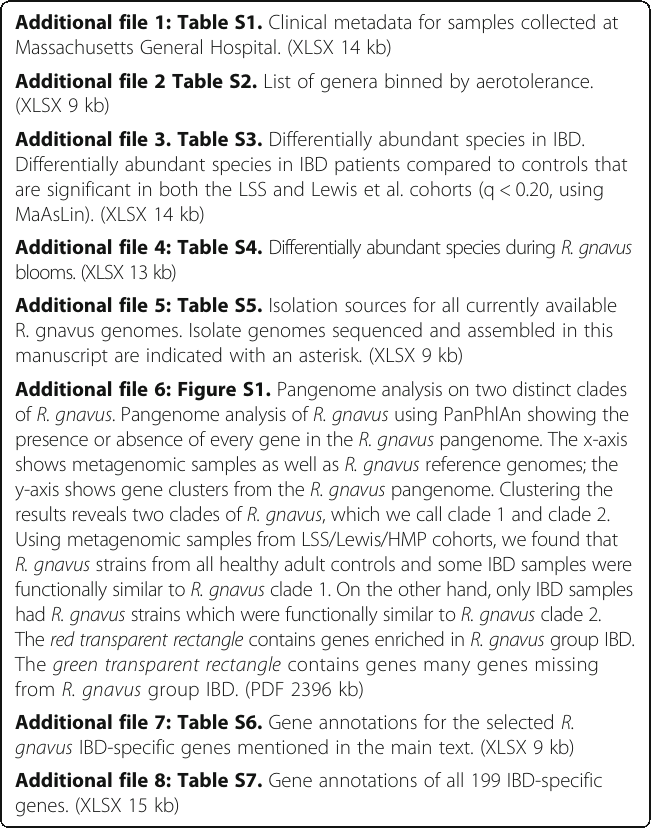 Additional file 1: Table S1. Clinical metadata for samples collected at
Massachusetts General Hospital. (XLSX 14 kb)
Additional file 2 Table S2. List of genera binned by aerotolerance.
(XLSX 9 kb)
Additional file 3. Table S3. Differentially abundant species in IBD.
Differentially abundant species in IBD patients compared to controls that
are significant in both the LSS and Lewis et al. cohorts (q < 0.20, using
MaAsLin). (XLSX 14 kb)
Additional file 4: Table S4. Differentially abundant species during R. gnavus
blooms. (XLSX 13 kb)
Additional file 5: Table S5. Isolation sources for all currently available
R. gnavus genomes. Isolate genomes sequenced and assembled in this
manuscript are indicated with an asterisk. (XLSX 9 kb)
Additional file 6: Figure S1. Pangenome analysis on two distinct clades
of R. gnavus. Pangenome analysis of R. gnavus using PanPhlAn showing the
presence or absence of every gene in the R. gnavus pangenome. The x-axis
shows metagenomic samples as well as R. gnavus reference genomes; the
y-axis shows gene clusters from the R. gnavus pangenome. Clustering the
results reveals two clades of R. gnavus, which we call clade 1 and clade 2.
Using metagenomic samples from LSS/Lewis/HMP cohorts, we found that
R. gnavus strains from all healthy adult controls and some IBD samples were
functionally similar to R. gnavus clade 1. On the other hand, only IBD samples
had R. gnavus strains which were functionally similar to R. gnavus clade 2.
The red transparent rectangle contains genes enriched in R. gnavus group IBD.
The green transparent rectangle contains genes many genes missing
from R. gnavus group IBD. (PDF 2396 kb)
Additional file 7: Table S6. Gene annotations for the selected R.
gnavus IBD-specific genes mentioned in the main text. (XLSX 9 kb)
Additional file 8: Table S7. Gene annotations of all 199 IBD-specific
genes. (XLSX 15 kb)